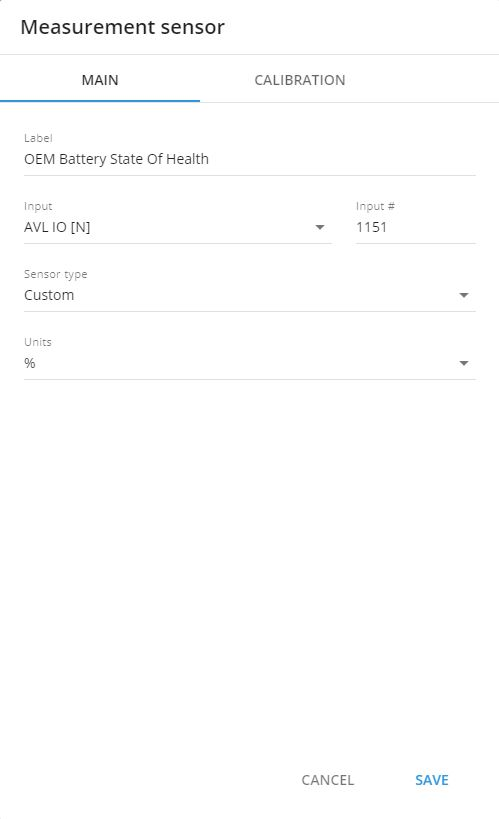 Measurement sensor
MAIN CALIBRATION
Label
OEM Battery State Of Health
Input Input #
AVL IO [N] 1151
Sensor type
Custom
Units
%
CANCEL SAVE